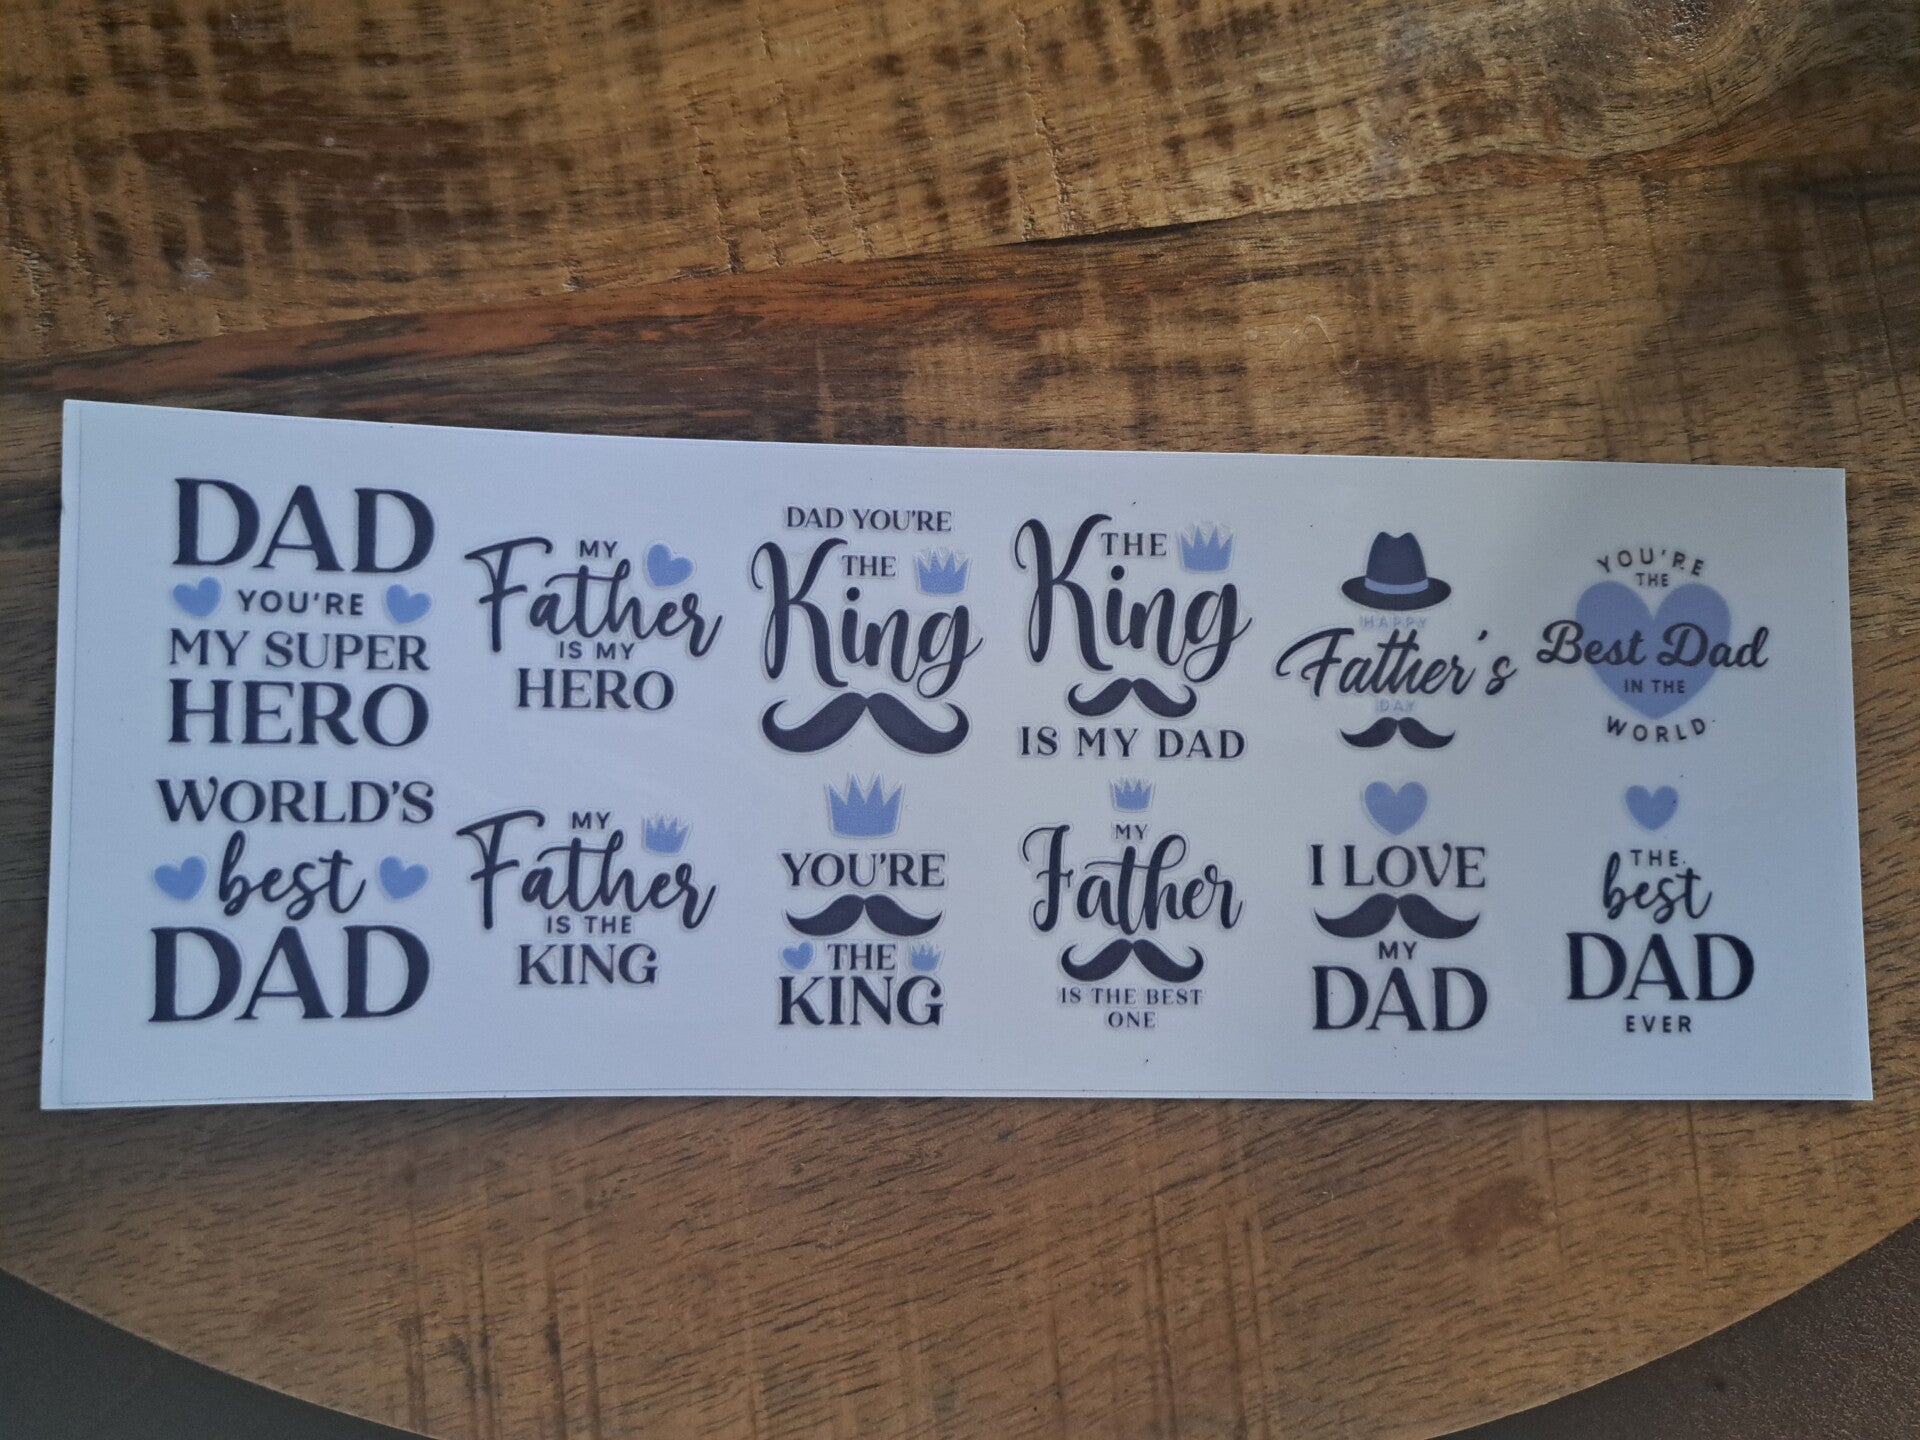 DAD
YOU'RE
MY SUPER
HERO
MY
Father
IS MY
HERO
DAD YOU'RE
THE
King
THE
King
IS MY DAD
HAPPY
Father's
DAY
YOU'RE
THE
Best Dad
IN THE
WORLD
WORLD'S
best
DAD
MY
Father
IS THE
KING
YOU'RE
THE
KING
MY
Father
IS THE BEST
ONE
I LOVE
MY
DAD
THE
best
DAD
EVER